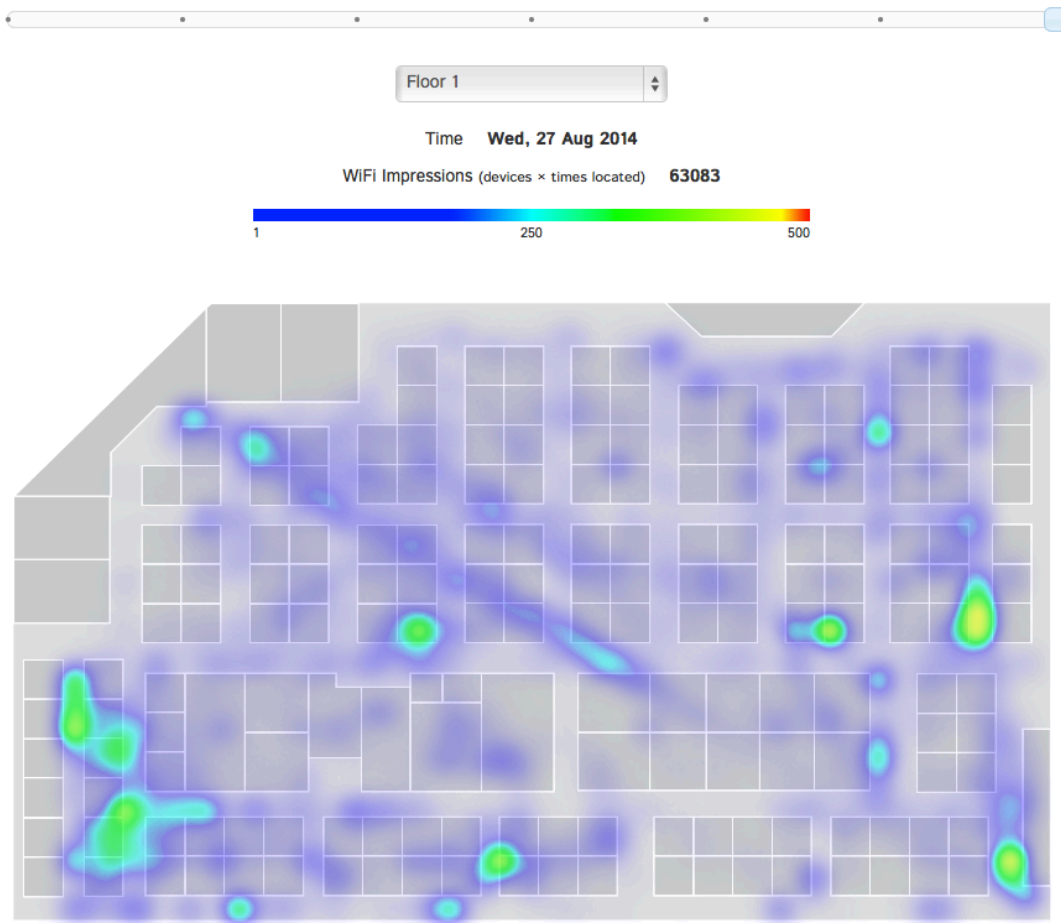 Floor 1
Time Wed, 27 Aug 2014
WiFi Impressions (devices × times located) 63083
1 250 500